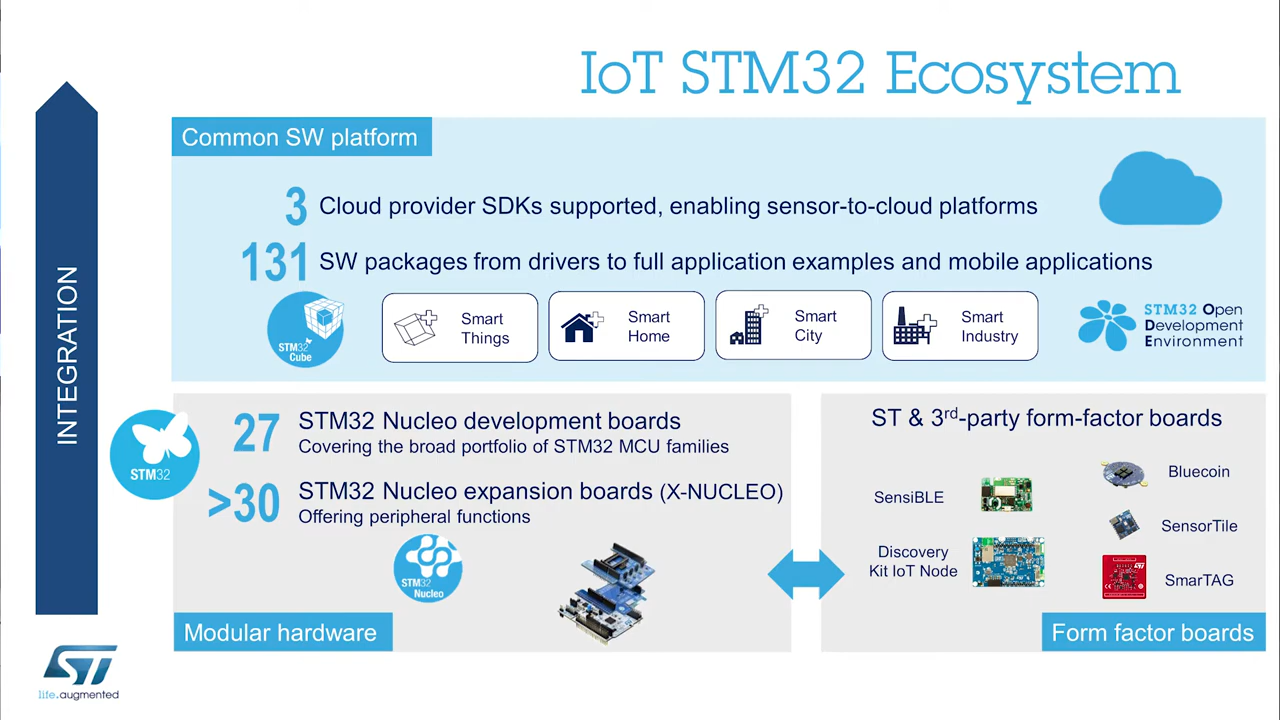 IoT STM32 Ecosystem
INTEGRATION
Common SW platform
3 Cloud provider SDKs supported, enabling sensor-to-cloud platforms
131 SW packages from drivers to full application examples and mobile applications
STM32
Cube
Smart
Things
Smart
Home
Smart
City
Smart
Industry
STM32 Open
Development
Environment
STM32
27 STM32 Nucleo development boards
Covering the broad portfolio of STM32 MCU families
>30 STM32 Nucleo expansion boards (X-NUCLEO)
Offering peripheral functions
STM32
Nucleo
Modular hardware
ST & 3rd-party form-factor boards
SensiBLE
Discovery
Kit IoT Node
Bluecoin
SensorTile
SmarTAG
Form factor boards
ST
life.augmented